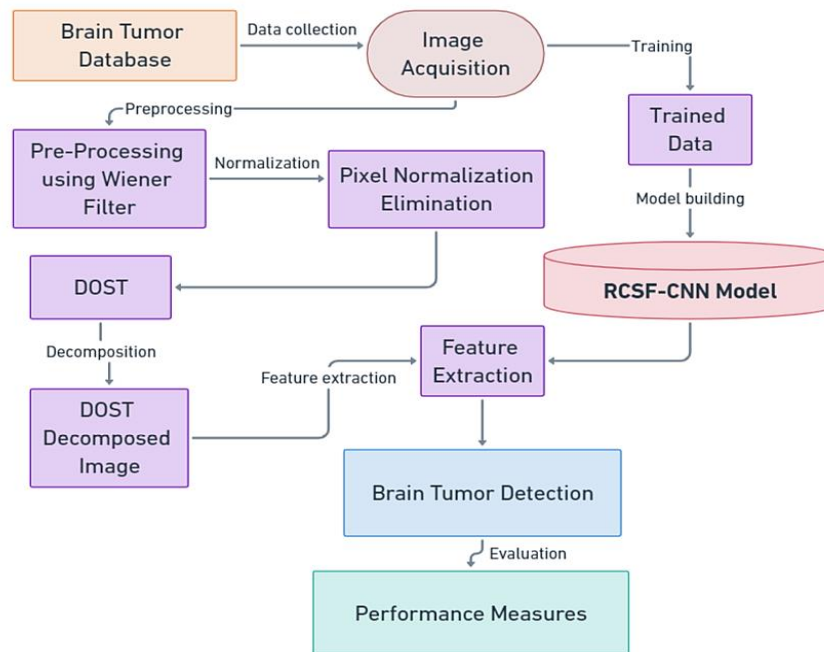 Brain Tumor
Database
Data collection
Image
Acquisition
Training
Preprocessing
Trained
Data
Pre-Processing
using Wiener
Filter
Normalization
Pixel Normalization
Elimination
Model building
DOST
RCSF-CNN Model
Decomposition
Feature
Extraction
Feature extraction
DOST
Decomposed
Image
Brain Tumor Detection
Evaluation
Performance Measures